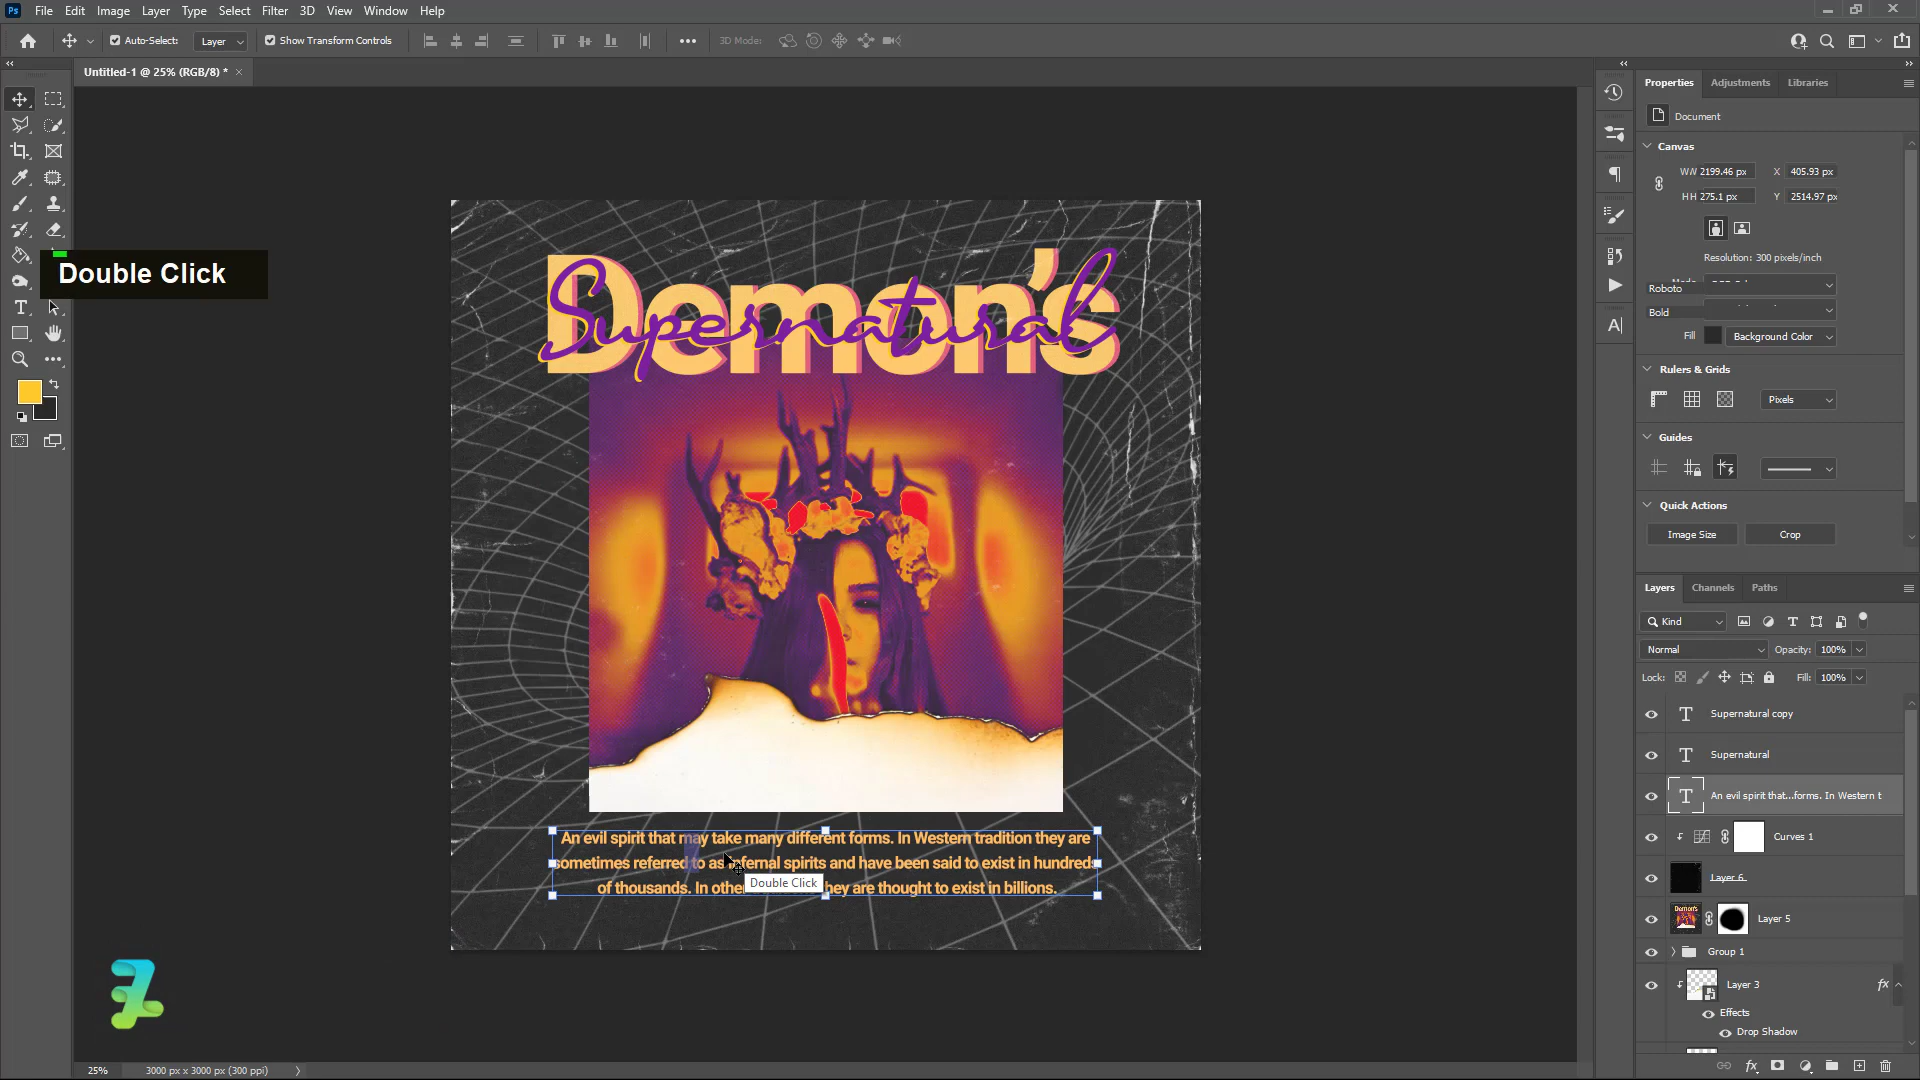 Ps File Edit Image Layer Type Select Filter 3D View Window Help
Auto-Select: Layer Show Transform Controls 3D Mode:
Untitled-1 @ 25% (RGB/8) *
Double Click
Demon's
Supernatural
An evil spirit that may take many different forms. In Western tradition they are
sometimes referred to as infernal spirits and have been said to exist in hundreds
of thousands. In other they are thought to exist in billions.
Double Click
25% 3000 px x 3000 px (300 ppi)
Properties Adjustments Libraries
Document
Canvas
W 2199.46 px X 405.93 px
H 275.1 px Y 2514.97 px
Resolution: 300 pixels/inch
Roboto
Bold
Fill Background Color
Rulers & Grids
Pixels
Guides
Quick Actions
Image Size Crop
Layers Channels Paths
Kind
Normal Opacity: 100%
Lock: Fill: 100%
Supernatural copy
Supernatural
An evil spirit that...forms. In Western t
Curves 1
Layer 6
Layer 5
Group 1
Layer 3 fx
Effects
Drop Shadow